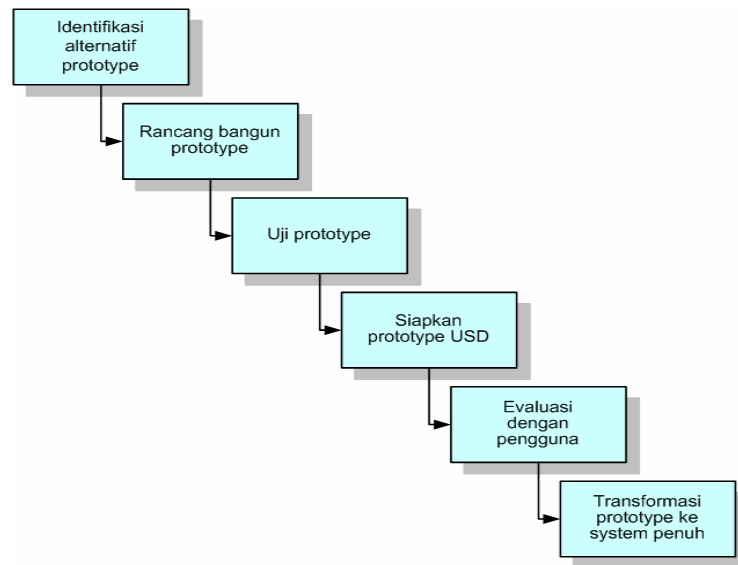 Identifikasi
alternatif
prototype
Rancang bangun
prototype
Uji prototype
Siapkan
prototype USD
Evaluasi
dengan
pengguna
Transformasi
prototype ke
system penuh